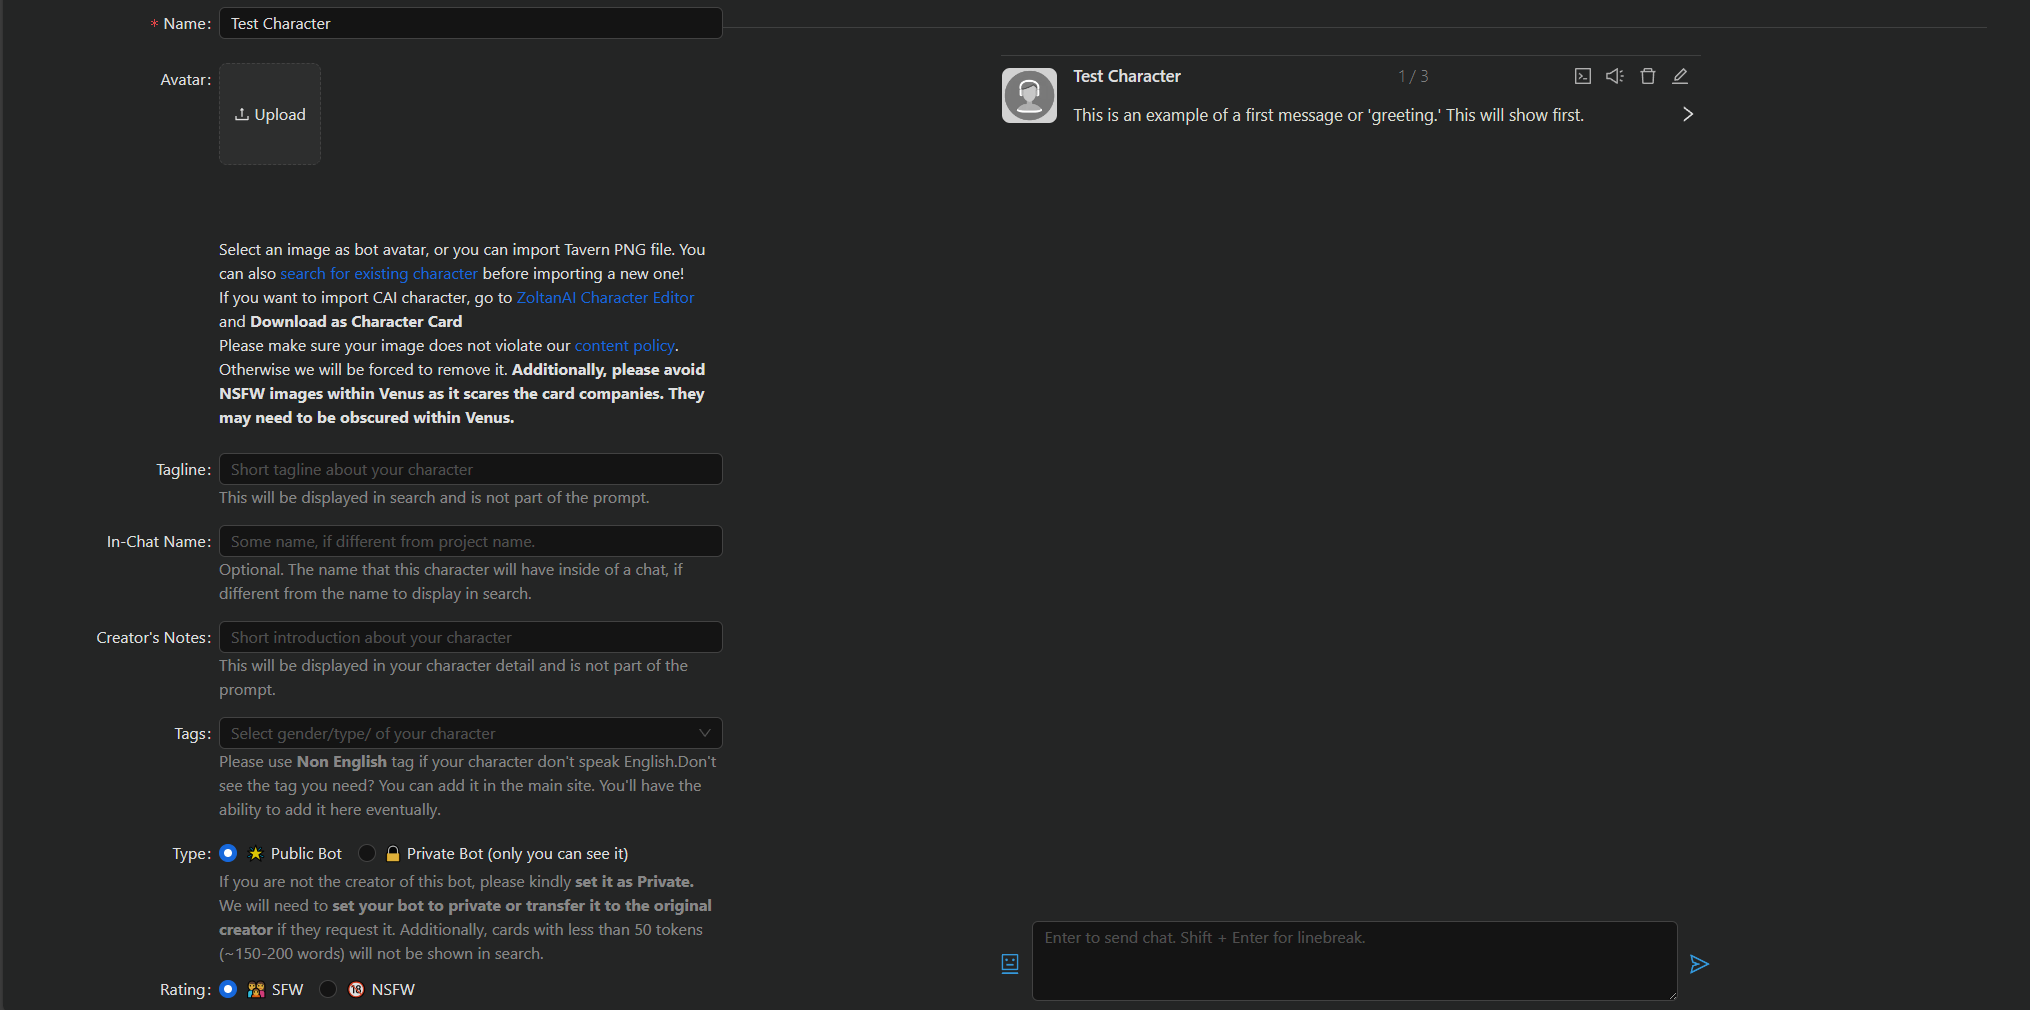 * Name: Test Character
Avatar:
Upload
Select an image as bot avatar, or you can import Tavern PNG file. You
can also search for existing character before importing a new one!
If you want to import CAI character, go to ZoltanAI Character Editor
and Download as Character Card
Please make sure your image does not violate our content policy.
Otherwise we will be forced to remove it. Additionally, please avoid
NSFW images within Venus as it scares the card companies. They
may need to be obscured within Venus.
Tagline: Short tagline about your character
This will be displayed in search and is not part of the prompt.
In-Chat Name: Some name, if different from project name.
Optional. The name that this character will have inside of a chat, if
different from the name to display in search.
Creator's Notes: Short introduction about your character
This will be displayed in your character detail and is not part of the
prompt.
Tags: Select gender/type/ of your character
Please use Non English tag if your character don't speak English.Don't
see the tag you need? You can add it in the main site. You'll have the
ability to add it here eventually.
Type: Public Bot Private Bot (only you can see it)
If you are not the creator of this bot, please kindly set it as Private.
We will need to set your bot to private or transfer it to the original
creator if they request it. Additionally, cards with less than 50 tokens
(~150-200 words) will not be shown in search.
Rating: SFW 18 NSFW
Test Character 1 / 3
This is an example of a first message or 'greeting.' This will show first.
Enter to send chat. Shift + Enter for linebreak.